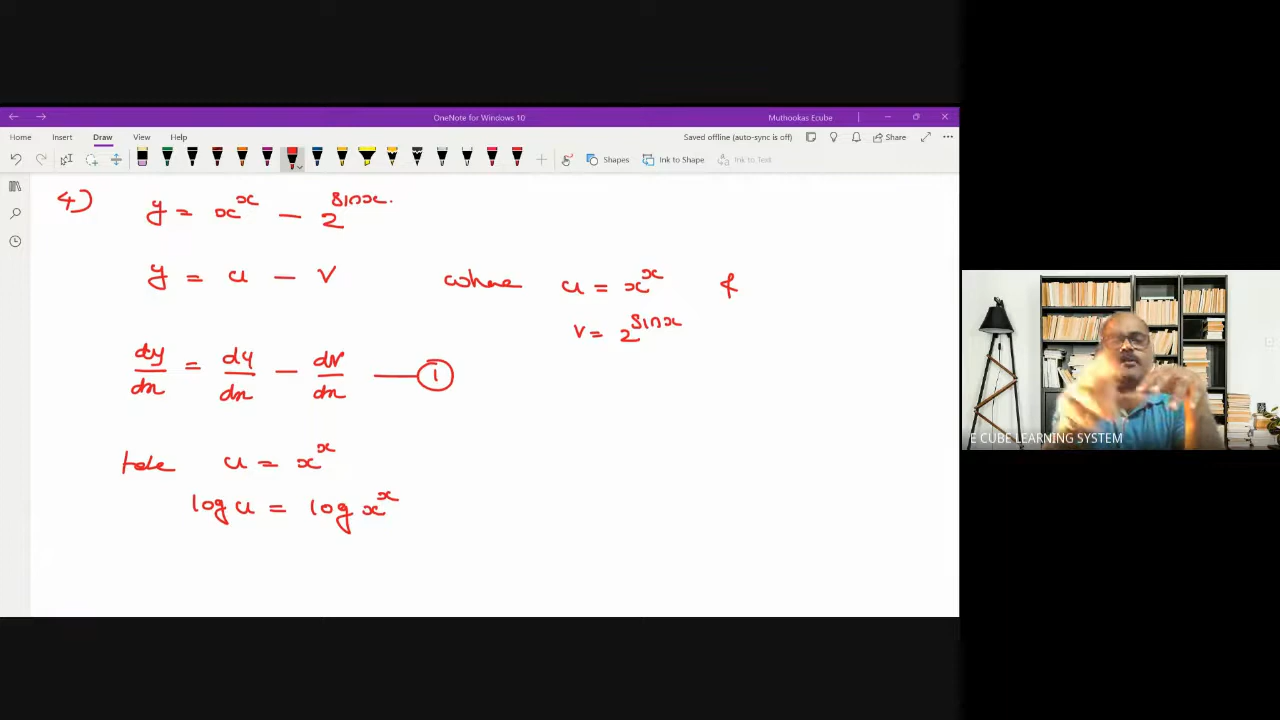 OneNote for Windows 10
Muthookas Ecube
Home Insert Draw View Help
Saved offline (auto-sync is off)
Share
Shapes
Ink to Shape
Ink to Text
4) y = x^x - 2^sinx.
y = u - v where u = x^x &
v = 2^sinx
dy/dx = du/dx - dv/dx — ①
take u = x^x
log u = log x^x
E CUBE LEARNING SYSTEM